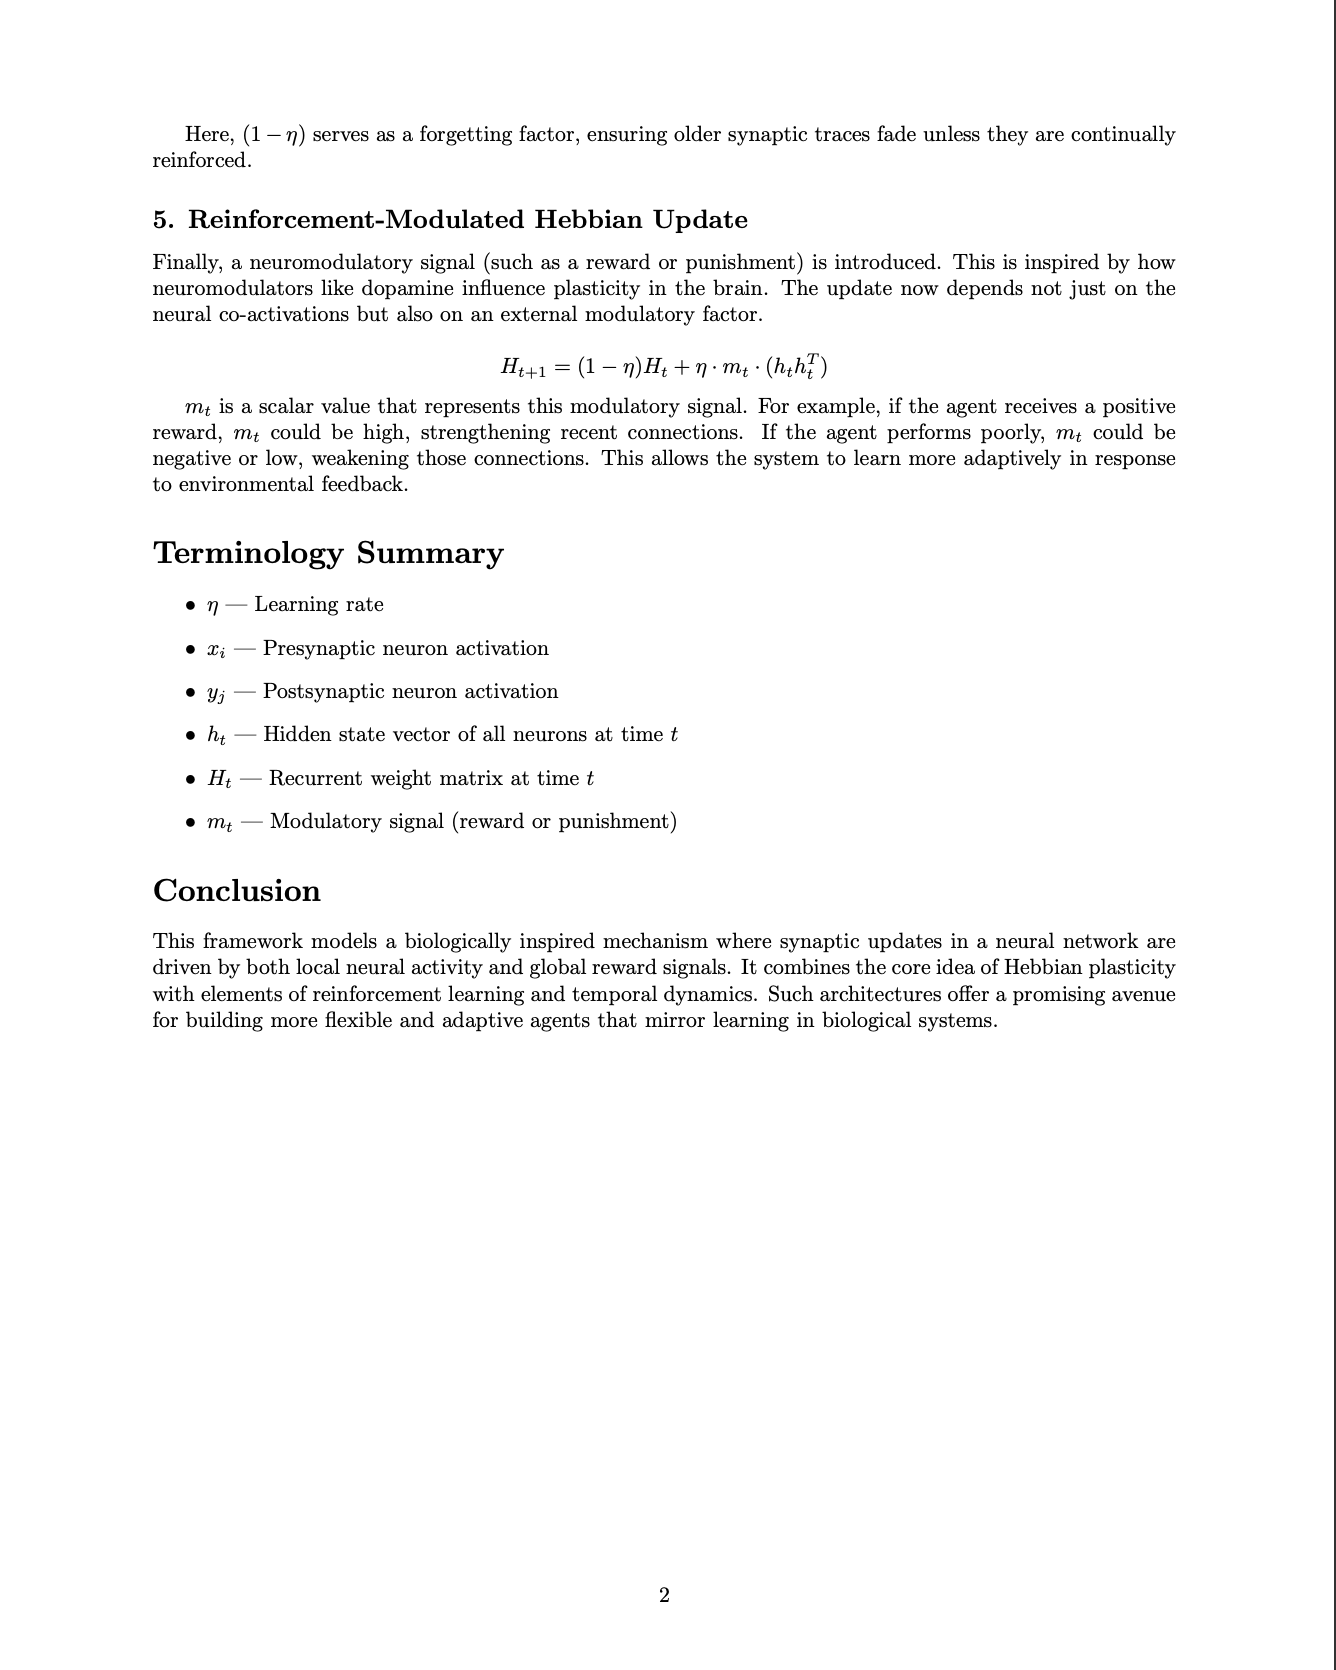 Here, (1 − η) serves as a forgetting factor, ensuring older synaptic traces fade unless they are continually
reinforced.
5. Reinforcement-Modulated Hebbian Update
Finally, a neuromodulatory signal (such as a reward or punishment) is introduced. This is inspired by how
neuromodulators like dopamine influence plasticity in the brain. The update now depends not just on the
neural co-activations but also on an external modulatory factor.
H_{t+1} = (1 − η)H_t + η · m_t · (h_t h_t^T)
m_t is a scalar value that represents this modulatory signal. For example, if the agent receives a positive
reward, m_t could be high, strengthening recent connections. If the agent performs poorly, m_t could be
negative or low, weakening those connections. This allows the system to learn more adaptively in response
to environmental feedback.
Terminology Summary
• η — Learning rate
• x_i — Presynaptic neuron activation
• y_j — Postsynaptic neuron activation
• h_t — Hidden state vector of all neurons at time t
• H_t — Recurrent weight matrix at time t
• m_t — Modulatory signal (reward or punishment)
Conclusion
This framework models a biologically inspired mechanism where synaptic updates in a neural network are
driven by both local neural activity and global reward signals. It combines the core idea of Hebbian plasticity
with elements of reinforcement learning and temporal dynamics. Such architectures offer a promising avenue
for building more flexible and adaptive agents that mirror learning in biological systems.
2